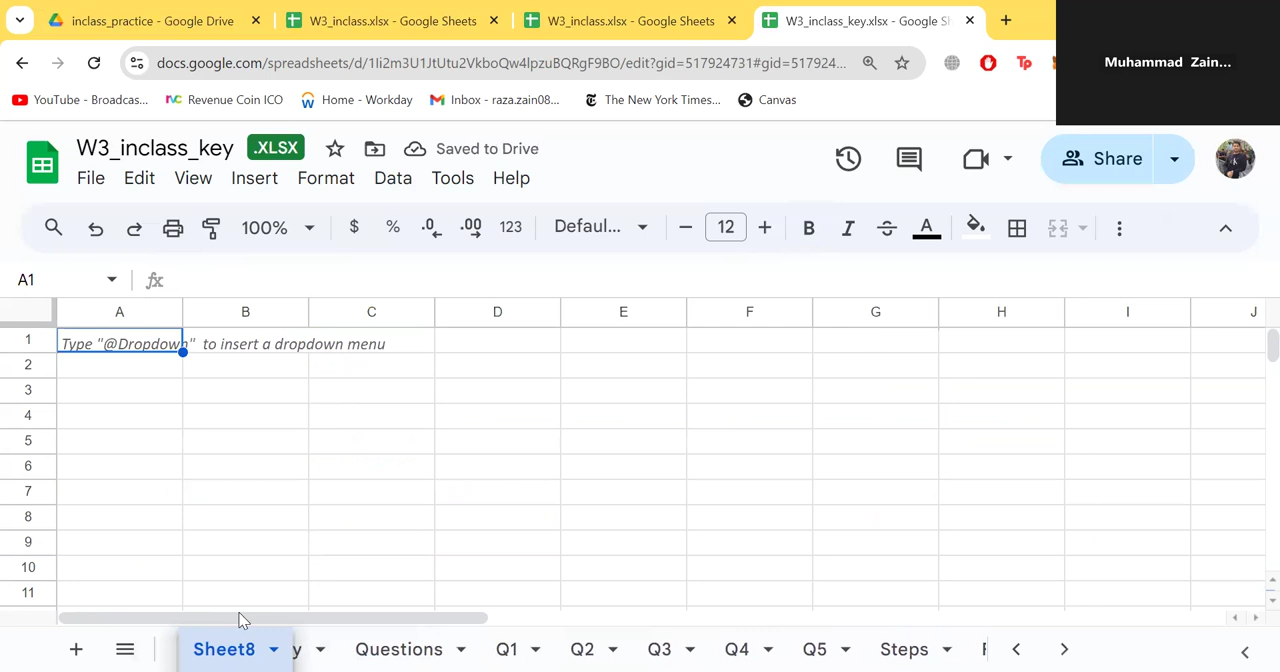 inclass_practice - Google Drive W3_inclass.xlsx - Google Sheets W3_inclass.xlsx - Google Sheets W3_inclass_key.xlsx - Google Sh
docs.google.com/spreadsheets/d/1Ii2m3U1JtUtu2VkboQw4lpzuBQRgF9BO/edit?gid=517924731#gid=517924... Tp
Muhammad Zain...
YouTube - Broadcas... Revenue Coin ICO Home - Workday Inbox - raza.zain08... The New York Times... Canvas
W3_inclass_key .XLSX Saved to Drive
Share
File Edit View Insert Format Data Tools Help
100% $ % .0 .00 123 Defaul... 12 B I S A
A1 fx
A B C D E F G H I J
1 Type "@Dropdown" to insert a dropdown menu
2
3
4
5
6
7
8
9
10
11
Sheet8 y Questions Q1 Q2 Q3 Q4 Q5 Steps